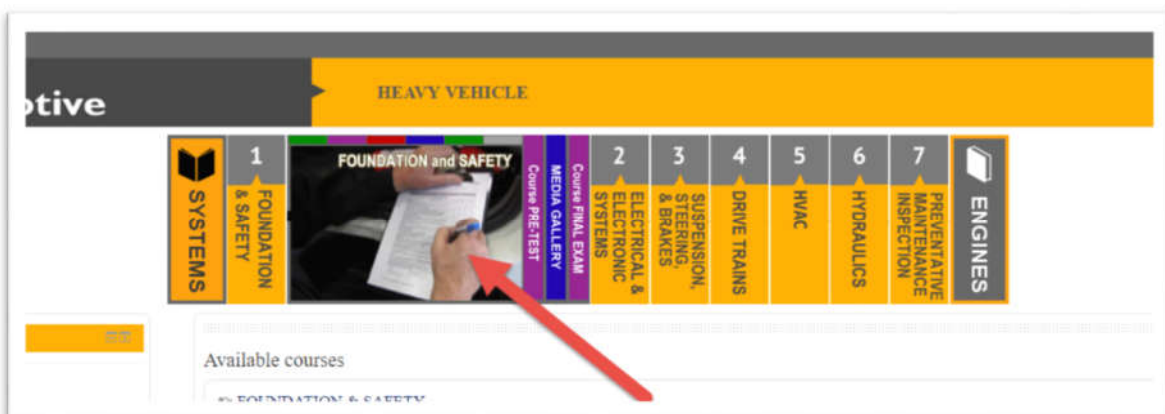 otive
HEAVY VEHICLE
SYSTEMS
1
FOUNDATION
& SAFETY
FOUNDATION and SAFETY
Course PRE-TEST
MEDIA GALLERY
Course FINAL EXAM
2
ELECTRICAL &
ELECTRONIC
SYSTEMS
3
SUSPENSION,
STEERING,
& BRAKES
4
DRIVE TRAINS
5
HVAC
6
HYDRAULICS
7
PREVENTATIVE
MAINTENANCE
INSPECTION
ENGINES
Available courses
FOUNDATION & SAFETY